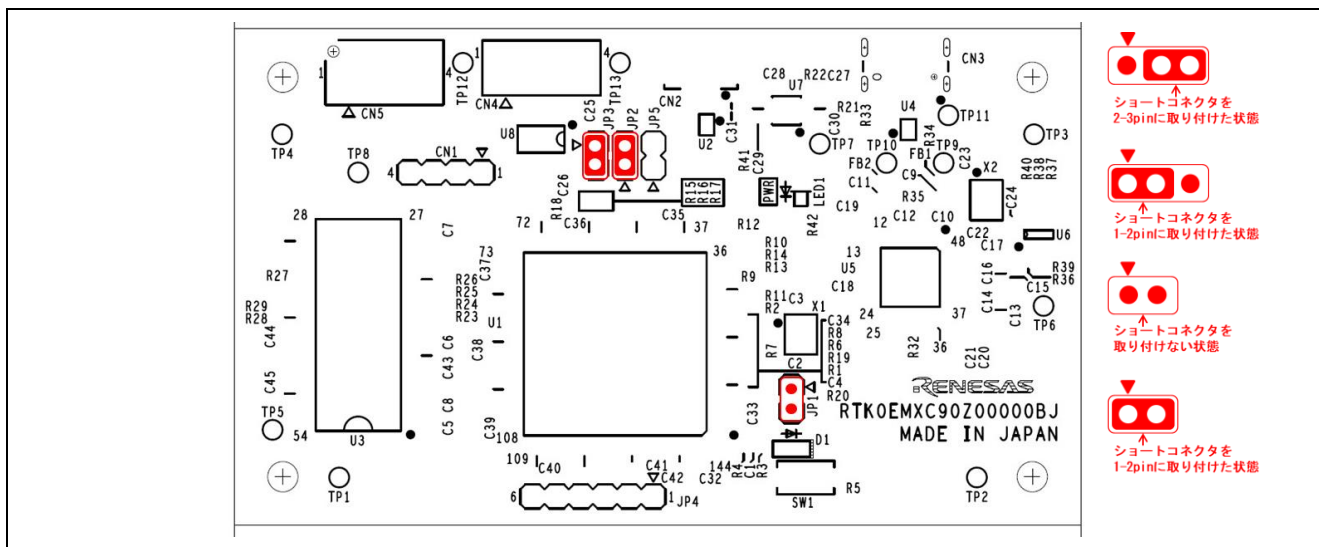 1
4
CN5
TP12
1
4
CN4
TP13
C25
JP3
JP2
JP5
CN2
C31
U2
C28
U7
R22
C27
R21
C30
TP7
R41
C29
R33
CN3
U4
R34
TP11
TP10
FB1
TP9
C23
FB2
C11
C9
R35
X2
C24
C22
TP3
R40
R38
R37
TP4
TP8
CN1
4
1
U8
C26
R18
C36
R15
R16
R17
C35
PWR
LED1
R42
C19
12
C12
C10
48
C17
U6
28
27
C7
72
37
R12
73
C37
36
R10
R14
R13
13
U5
C18
R9
R27
R26
R25
R24
R23
U1
R29
R28
C44
C6
C43
C38
R11
R2
C3
X1
C34
R8
R6
R19
R1
C4
R20
R7
C2
24
25
37
36
R32
C21
C20
C16
C14
C13
C15
R39
R36
TP6
C45
TP5
54
U3
C5
C8
C39
108
109
C40
C41
C42
144
C32
C33
R4
C1
R3
JP1
D1
SW1
R5
6
1
JP4
TP1
TP2
RENESAS
RTK0EMXC90Z00000BJ
MADE IN JAPAN
ショートコネクタを
2-3pinに取り付けた状態
ショートコネクタを
1-2pinに取り付けた状態
ショートコネクタを
取り付けない状態
ショートコネクタを
1-2pinに取り付けた状態